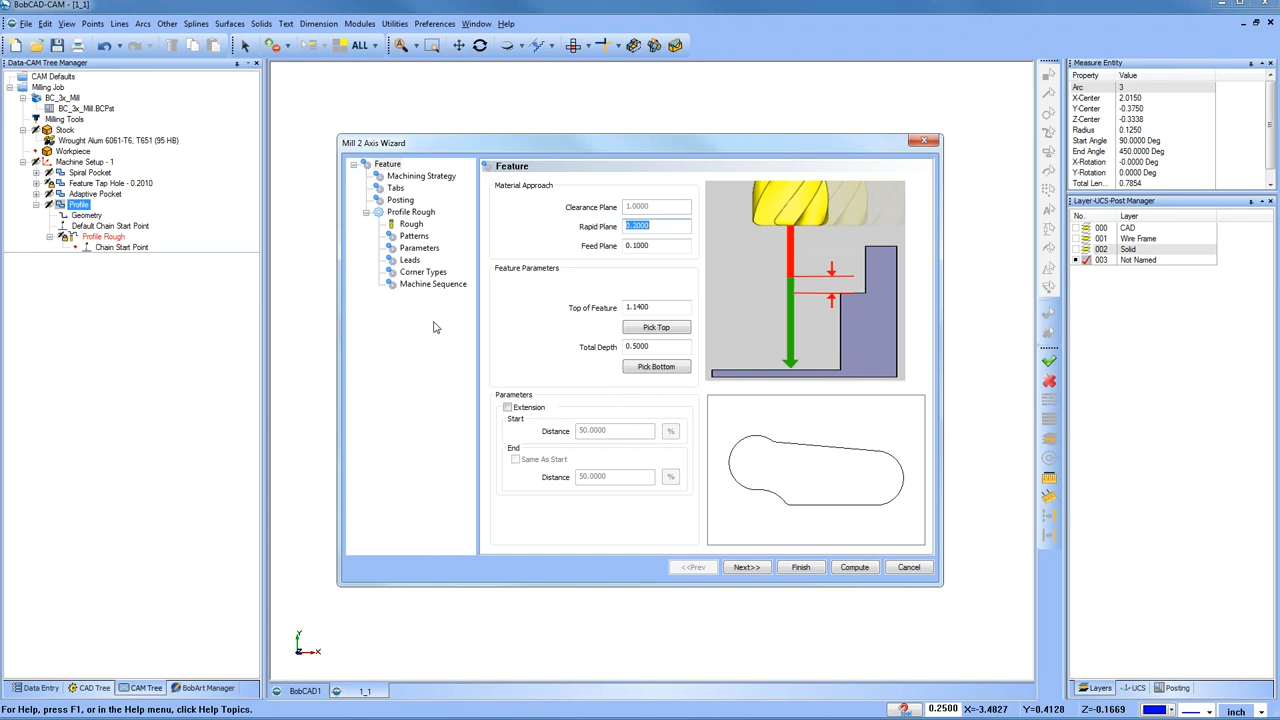 BobCAD-CAM - [1_1]
File Edit View Points Lines Arcs Other Splines Surfaces Solids Text Dimension Modules Utilities Preferences Window Help
ALL
Data-CAM Tree Manager
CAM Defaults
Milling Job
BC_3x_Mill
BC_3x_Mill.BCPst
Milling Tools
Stock
Wrought Alum 6061-T6, T651 (95 HB)
Workpiece
Machine Setup - 1
Spiral Pocket
Feature Tap Hole - 0.2010
Adaptive Pocket
Profile
Geometry
Default Chain Start Point
Profile Rough
Chain Start Point
Mill 2 Axis Wizard
Feature
Machining Strategy
Tabs
Posting
Profile Rough
Rough
Patterns
Parameters
Leads
Corner Types
Machine Sequence
Feature
Material Approach
Clearance Plane 1.0000
Rapid Plane 0.2000
Feed Plane 0.1000
Feature Parameters
Top of Feature 1.1400
Pick Top
Total Depth 0.5000
Pick Bottom
Parameters
Extension
Start
Distance 50.0000 %
End
Same As Start
Distance 50.0000 %
<<Prev Next>> Finish Compute Cancel
Measure Entity
Property Value
Arc 3
X-Center 2.0150
Y-Center -0.3750
Z-Center -0.3338
Radius 0.1250
Start Angle 90.0000 Deg
End Angle 450.0000 Deg
X-Rotation -0.0000 Deg
Y-Rotation 0.0000 Deg
Total Len... 0.7854
Layer-UCS-Post Manager
No. Layer
000 CAD
001 Wire Frame
002 Solid
003 Not Named
Y
Z X
Data Entry CAD Tree CAM Tree BobArt Manager
BobCAD1 1_1
Layers UCS Posting
For Help, press F1, or in the Help menu, click Help Topics.
0.2500 X=-3.4827 Y=0.4128 Z=-0.1669 inch